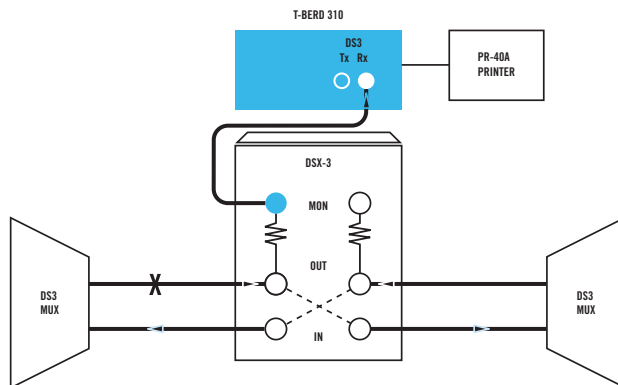 T-BERD 310
DS3
Tx Rx
PR-40A
PRINTER
DSX-3
MON
OUT
IN
DS3
MUX
DS3
MUX